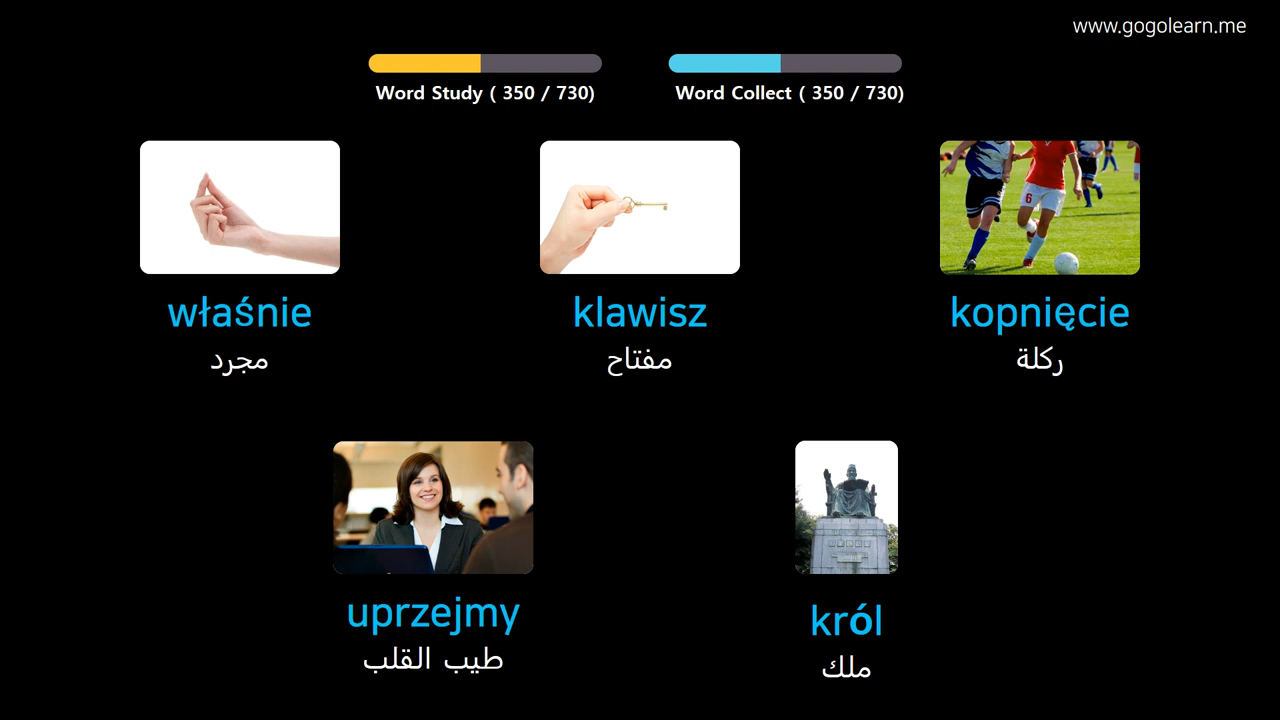 www.gogolearn.me
Word Study ( 350 / 730)
Word Collect ( 350 / 730)
właśnie
مجرد
klawisz
مفتاح
kopnięcie
ركلة
6
uprzejmy
طيب القلب
król
ملك